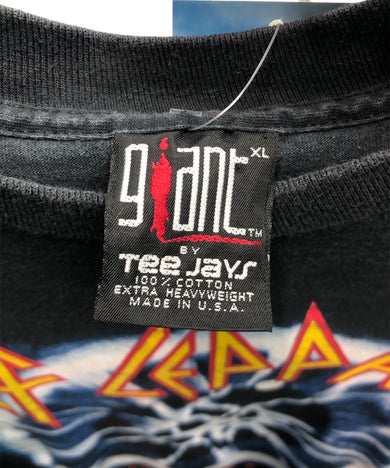 giant XL TM
BY
Tee Jays
100% COTTON
EXTRA HEAVYWEIGHT
MADE IN U.S.A.
LEPPA